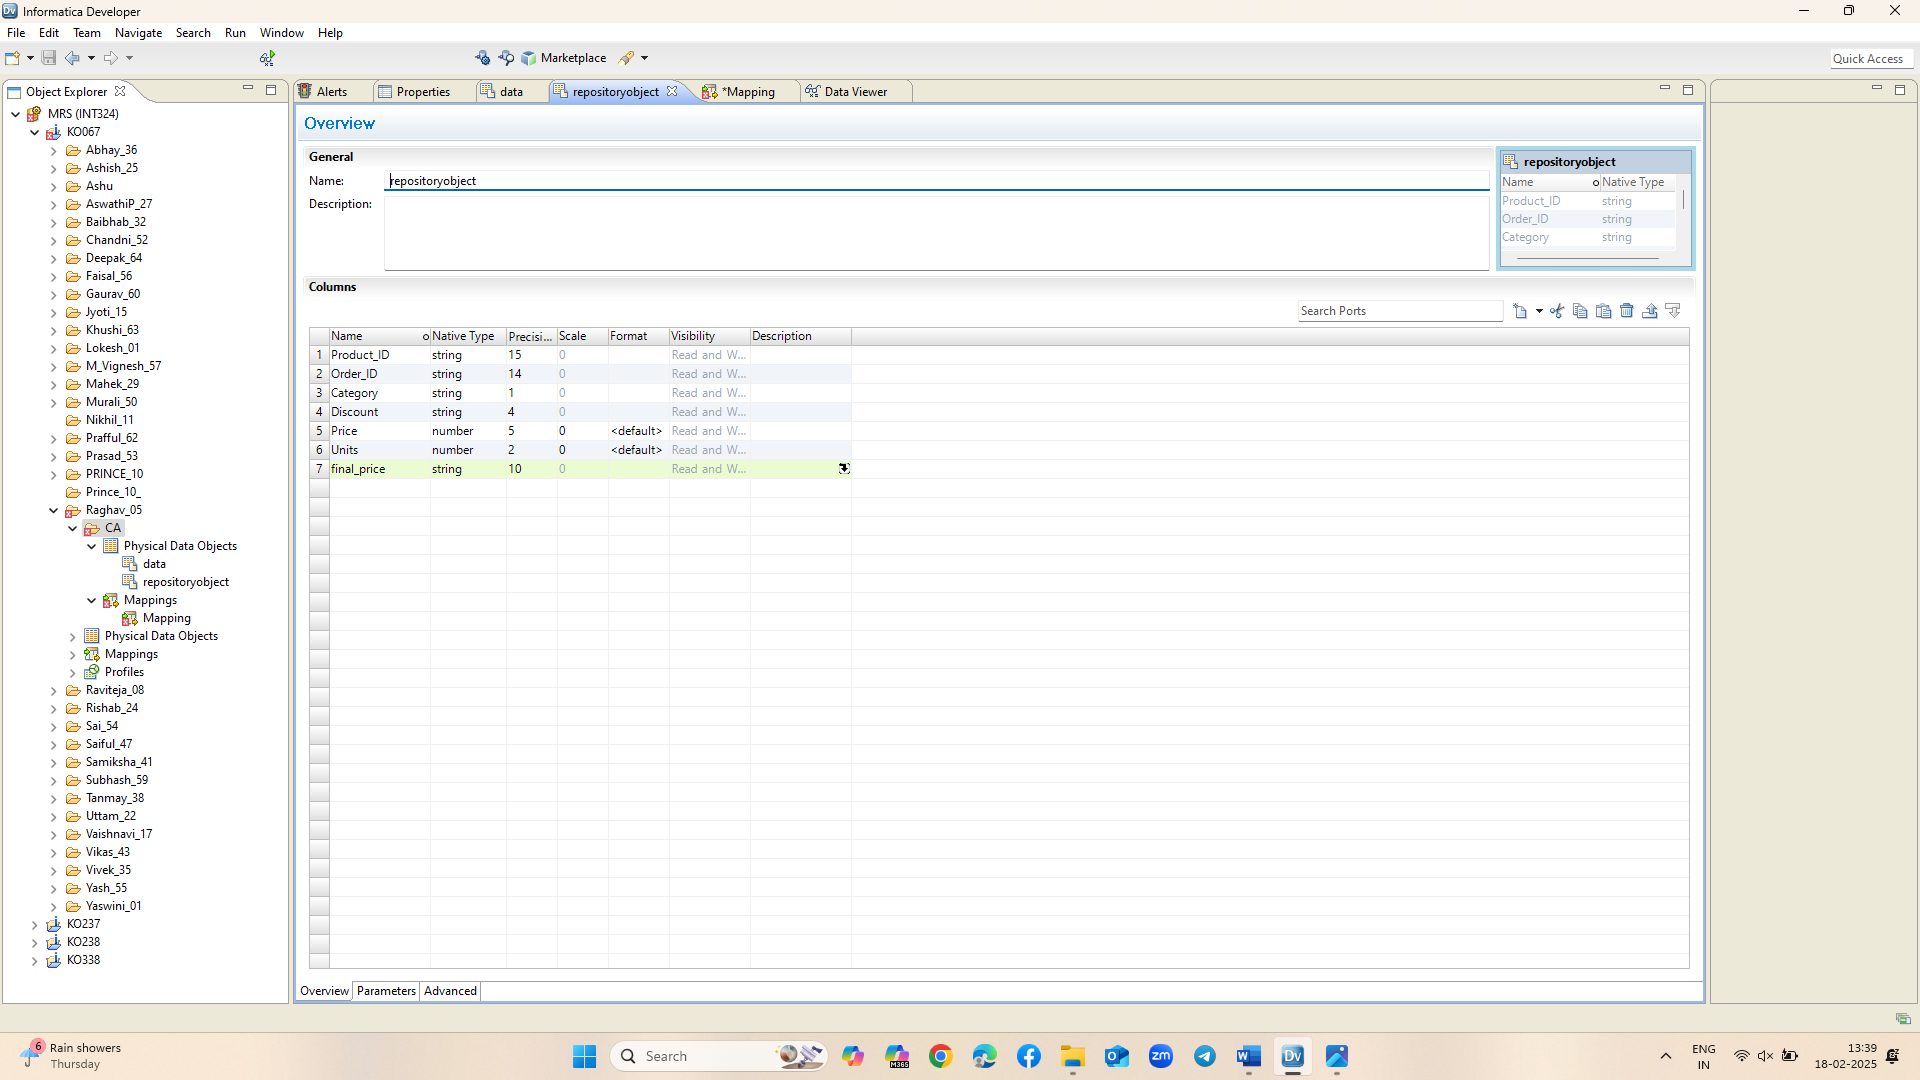 Informatica Developer
File Edit Team Navigate Search Run Window Help
Marketplace
Quick Access
Object Explorer
MRS (INT324)
KO067
Abhay_36
Ashish_25
Ashu
AswathiP_27
Baibhab_32
Chandni_52
Deepak_64
Faisal_56
Gaurav_60
Jyoti_15
Khushi_63
Lokesh_01
M_Vignesh_57
Mahek_29
Murali_50
Nikhil_11
Prafful_62
Prasad_53
PRINCE_10
Prince_10_
Raghav_05
CA
Physical Data Objects
data
repositoryobject
Mappings
Mapping
Physical Data Objects
Mappings
Profiles
Raviteja_08
Rishab_24
Sai_54
Saiful_47
Samiksha_41
Subhash_59
Tanmay_38
Uttam_22
Vaishnavi_17
Vikas_43
Vivek_35
Yash_55
Yaswini_01
KO237
KO238
KO338
Alerts Properties data repositoryobject *Mapping Data Viewer
Overview
General
Name: repositoryobject
Description:
repositoryobject
Name Native Type
Product_ID string
Order_ID string
Category string
Columns
Search Ports
Name Native Type Precisi... Scale Format Visibility Description
1 Product_ID string 15 0 Read and W...
2 Order_ID string 14 0 Read and W...
3 Category string 1 0 Read and W...
4 Discount string 4 0 Read and W...
5 Price number 5 0 <default> Read and W...
6 Units number 2 0 <default> Read and W...
7 final_price string 10 0 Read and W...
Overview Parameters Advanced
6 Rain showers
Thursday
Search
M365
zm
Dv
ENG
IN
13:39
18-02-2025